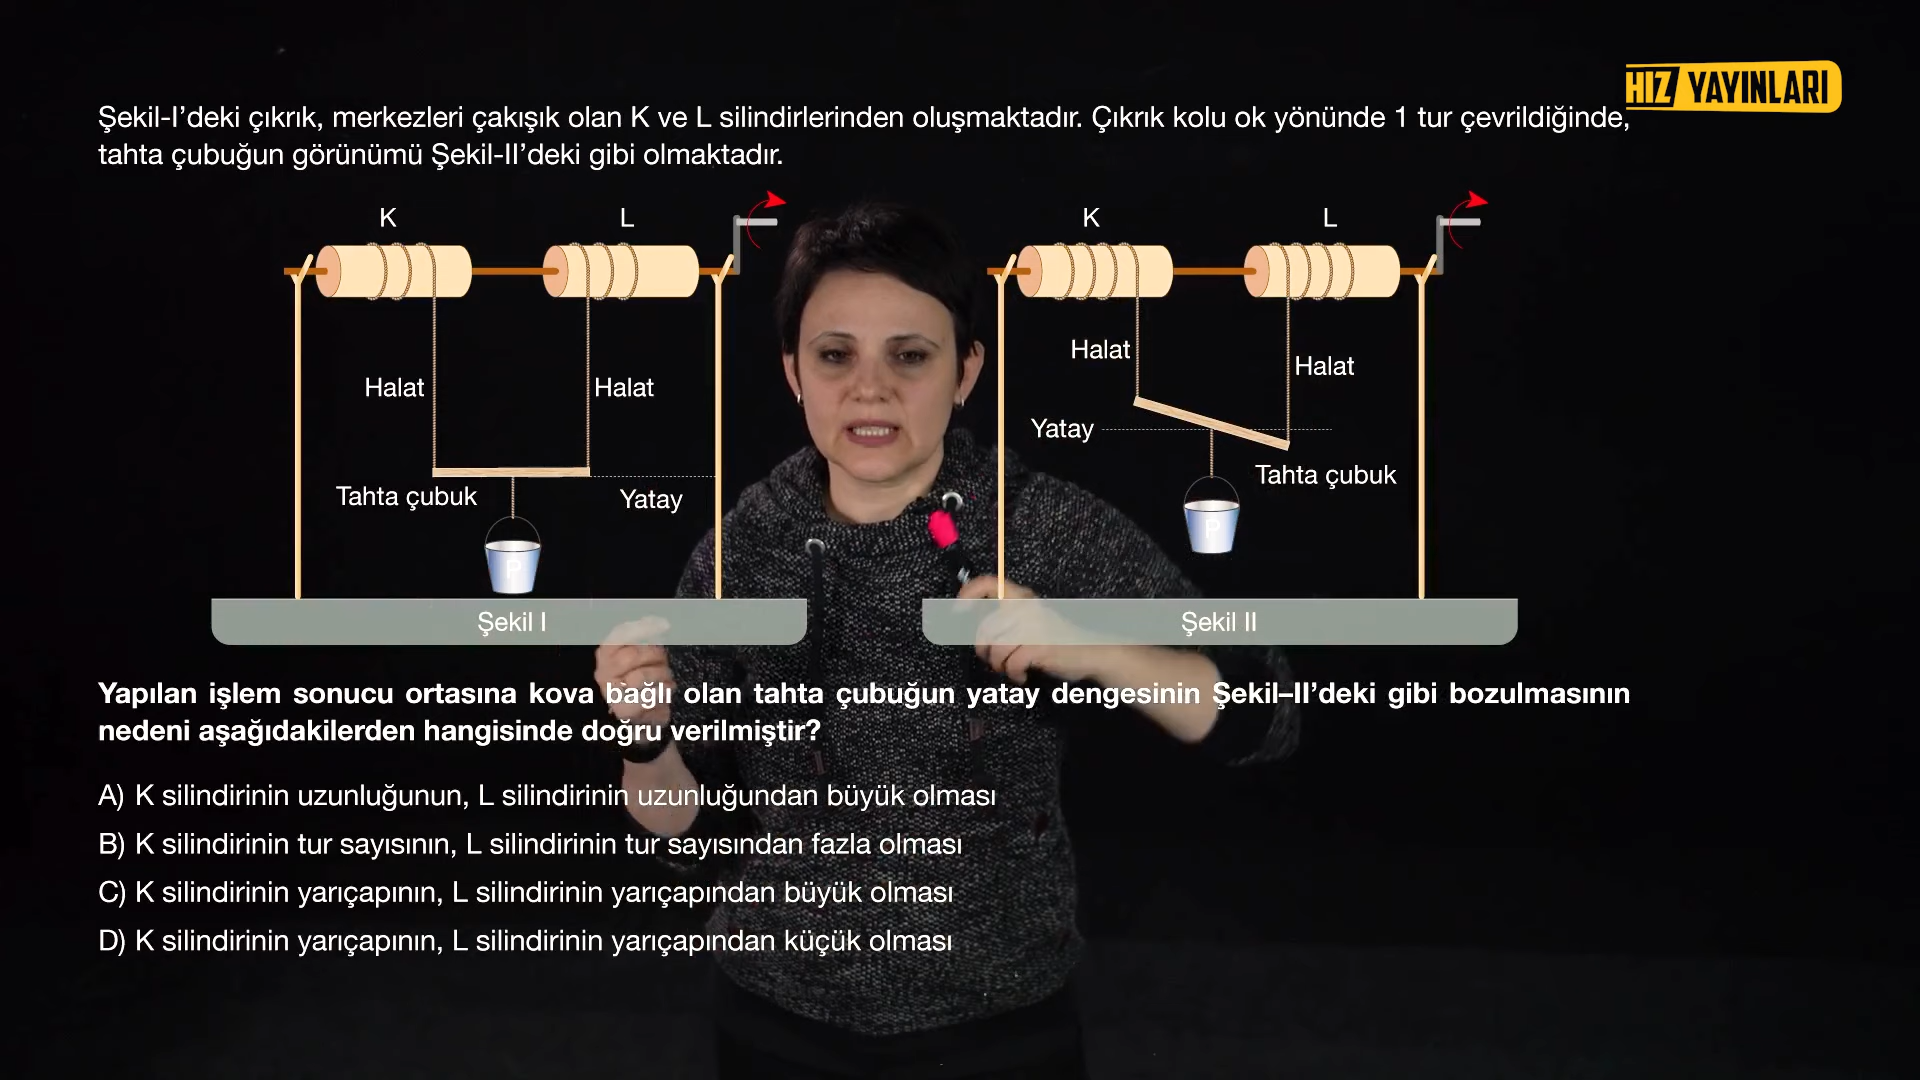 HIZ YAYINLARI
Şekil-I’deki çıkrık, merkezleri çakışık olan K ve L silindirlerinden oluşmaktadır. Çıkrık kolu ok yönünde 1 tur çevrildiğinde,
tahta çubuğun görünümü Şekil-II’deki gibi olmaktadır.
K
L
K
L
Halat
Halat
Halat
Halat
Yatay
Tahta çubuk
Yatay
Tahta çubuk
P
P
Şekil I
Şekil II
Yapılan işlem sonucu ortasına kova bağlı olan tahta çubuğun yatay dengesinin Şekil–II’deki gibi bozulmasının
nedeni aşağıdakilerden hangisinde doğru verilmiştir?
A) K silindirinin uzunluğunun, L silindirinin uzunluğundan büyük olması
B) K silindirinin tur sayısının, L silindirinin tur sayısından fazla olması
C) K silindirinin yarıçapının, L silindirinin yarıçapından büyük olması
D) K silindirinin yarıçapının, L silindirinin yarıçapından küçük olması